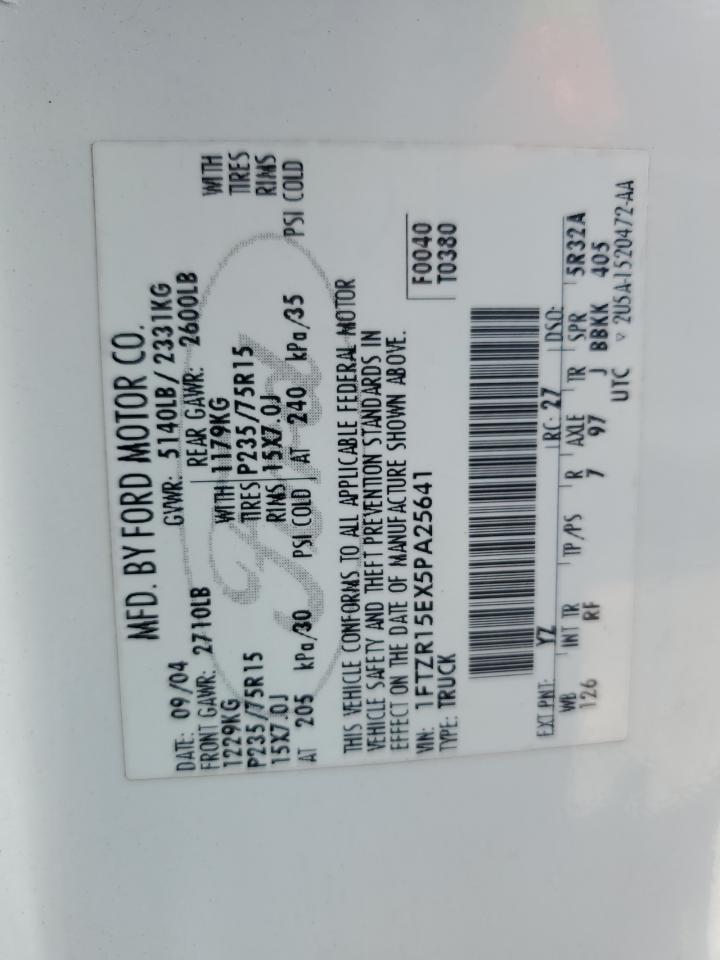 MFD. BY FORD MOTOR CO.
DATE: 09/04 GVWR: 5140LB/ 2331KG
FRONT GAWR: 2710LB REAR GAWR: 2600LB
1229KG WITH 1179KG WITH
P235/75R15 TIRES P235/75R15 TIRES
15X7.0J RIMS 15X7.0J RIMS
AT 205 kPa/30 PSI COLD AT 240 kPa/35 PSI COLD
THIS VEHICLE CONFORMS TO ALL APPLICABLE FEDERAL MOTOR
VEHICLE SAFETY AND THEFT PREVENTION STANDARDS IN
EFFECT ON THE DATE OF MANUFACTURE SHOWN ABOVE.
VIN: 1FTZR15EX5PA25641 F0040
TYPE: TRUCK T0380
EXT PNT: YZ RC: 27 DSO:
WB INT TR TP/PS R AXLE TR SPR 5R32A
126 RF 7 97 J BBKK 405
UTC ▽ 2U5A-1520472-AA
Ford